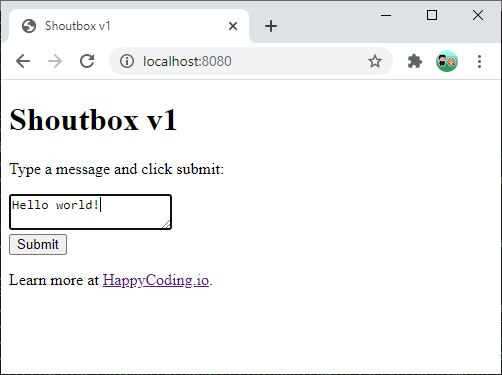 Shoutbox v1
localhost:8080
Shoutbox v1
Type a message and click submit:
Hello world!
Submit
Learn more at HappyCoding.io.